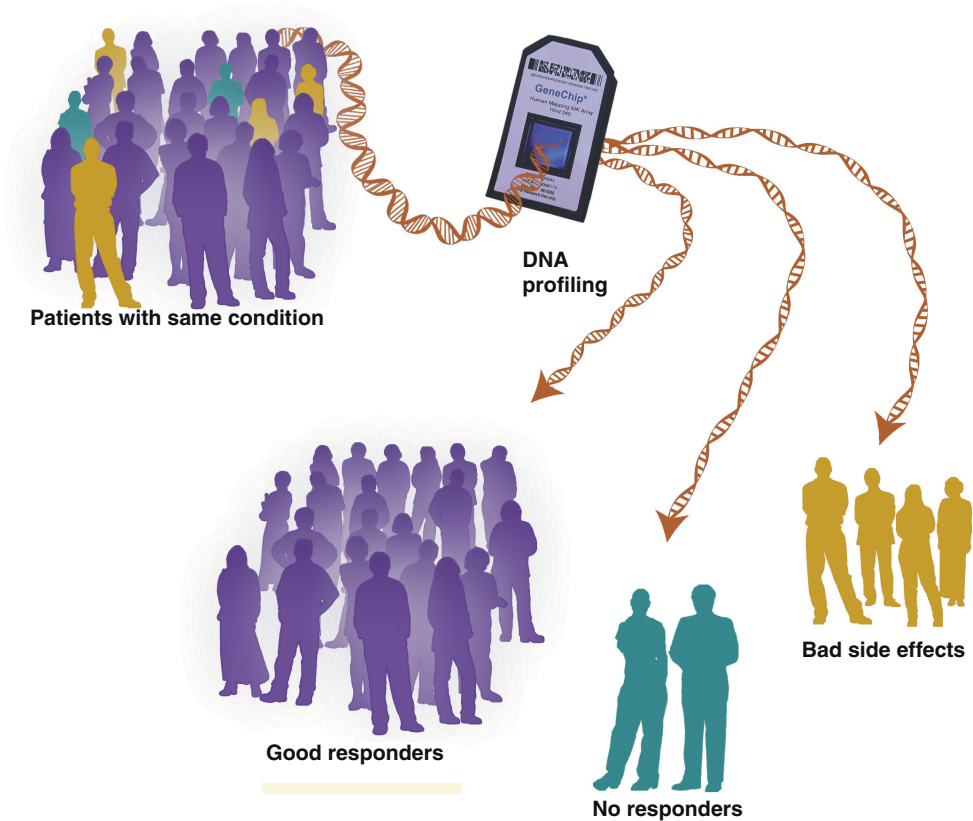 GeneChip®
Human Mapping 50K Array
Patients with same condition
DNA
profiling
Bad side effects
Good responders
No responders